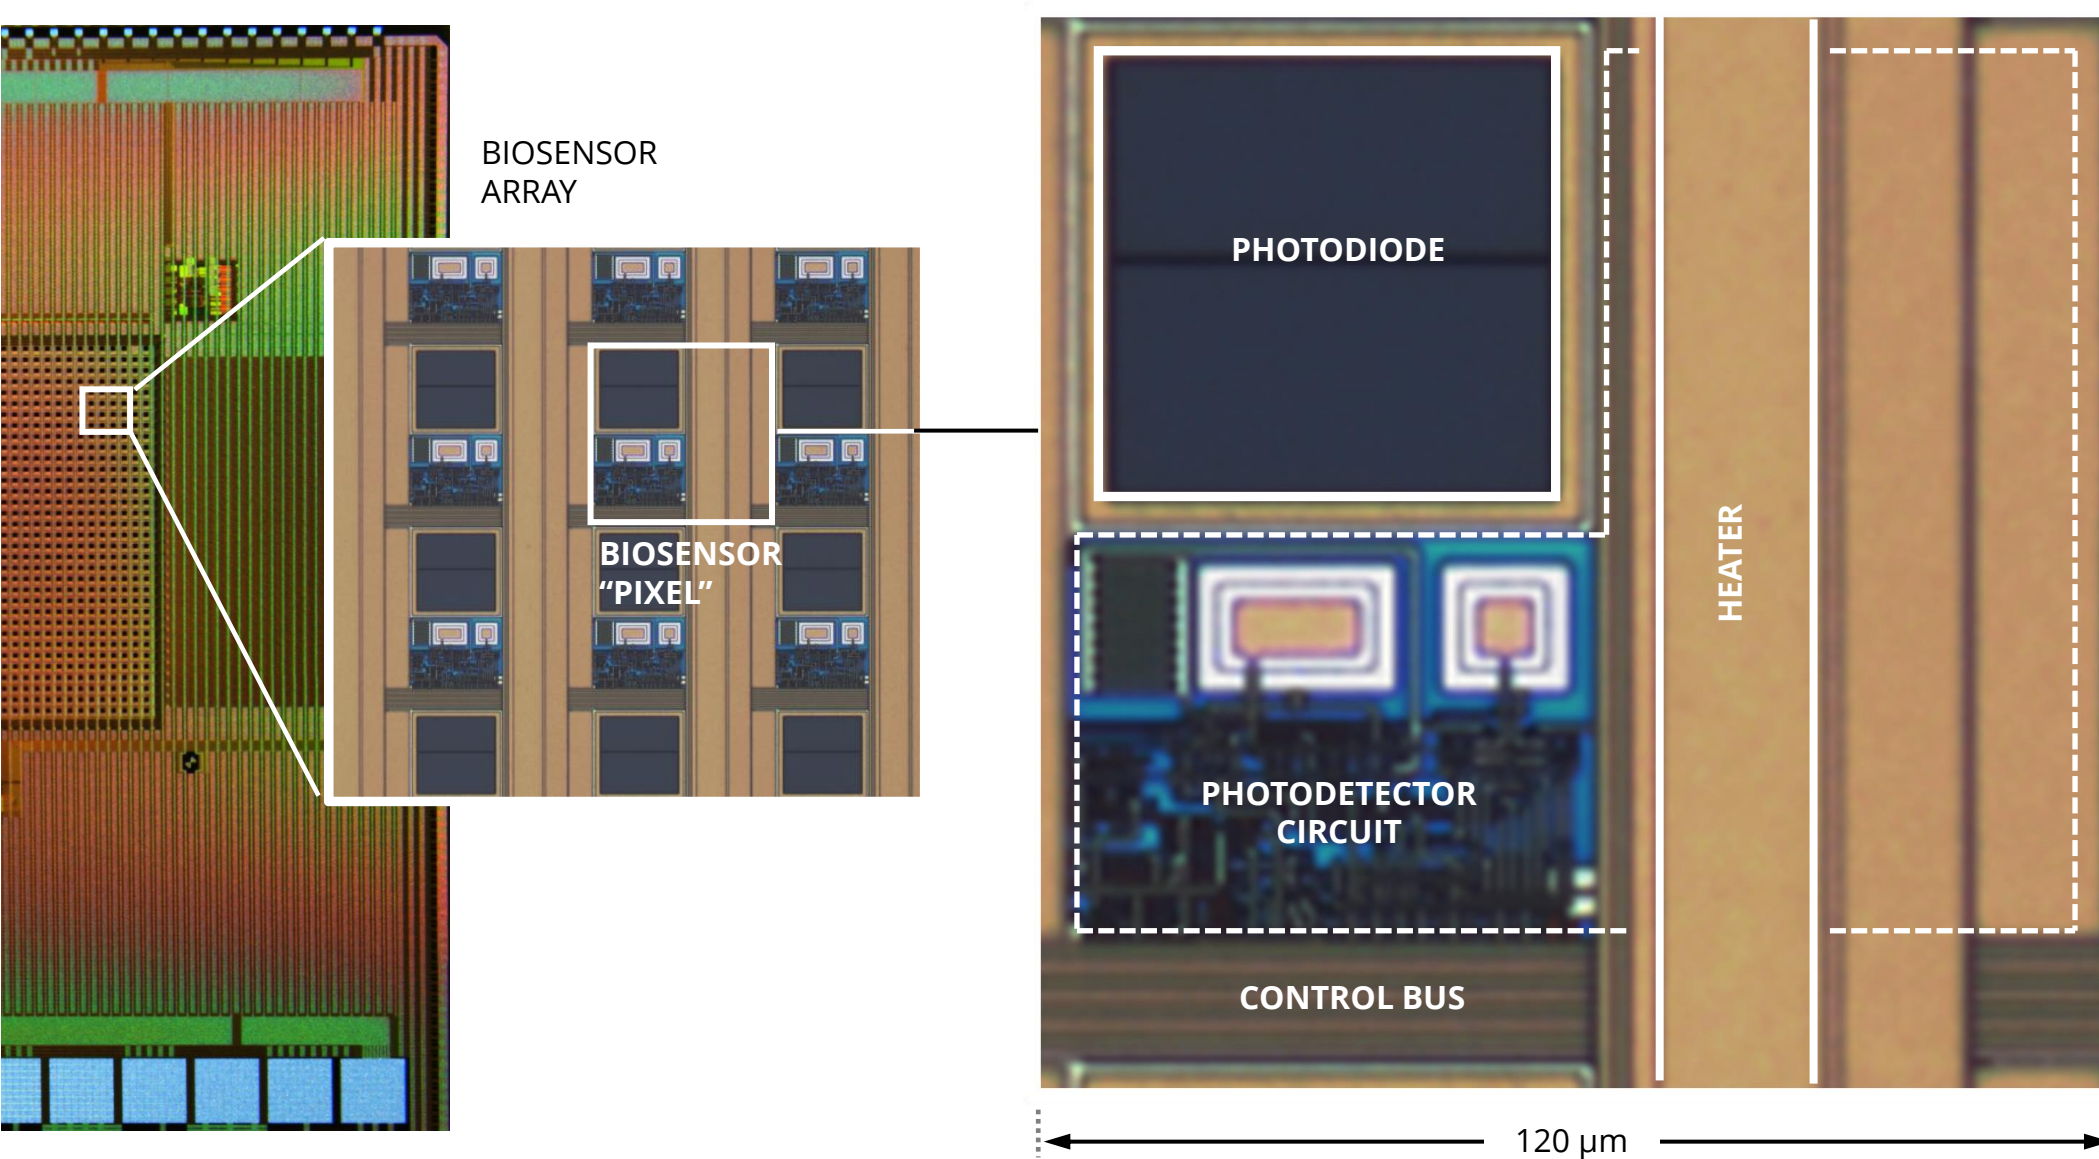 BIOSENSOR
ARRAY
BIOSENSOR
“PIXEL”
PHOTODIODE
HEATER
PHOTODETECTOR
CIRCUIT
CONTROL BUS
120 µm